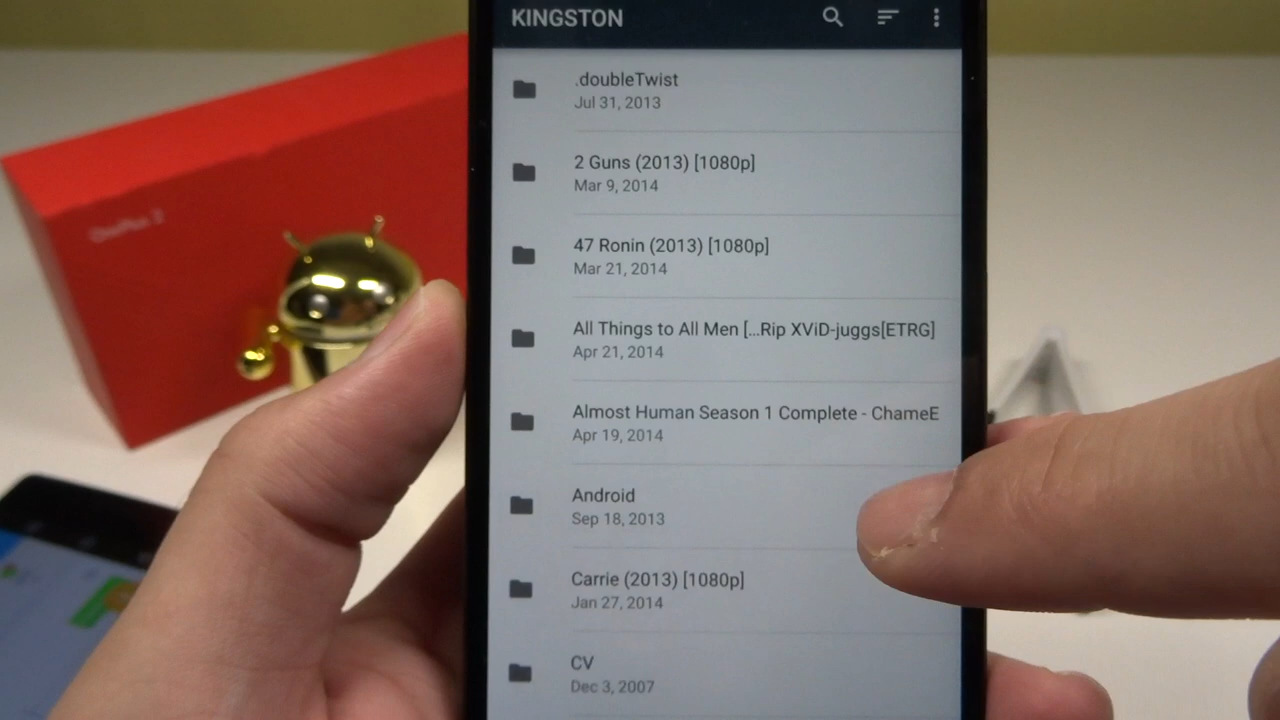 KINGSTON
.doubleTwist
Jul 31, 2013
2 Guns (2013) [1080p]
Mar 9, 2014
47 Ronin (2013) [1080p]
Mar 21, 2014
All Things to All Men [...Rip XViD-juggs[ETRG]
Apr 21, 2014
Almost Human Season 1 Complete - ChameE
Apr 19, 2014
Android
Sep 18, 2013
Carrie (2013) [1080p]
Jan 27, 2014
CV
Dec 3, 2007
OnePlus 2